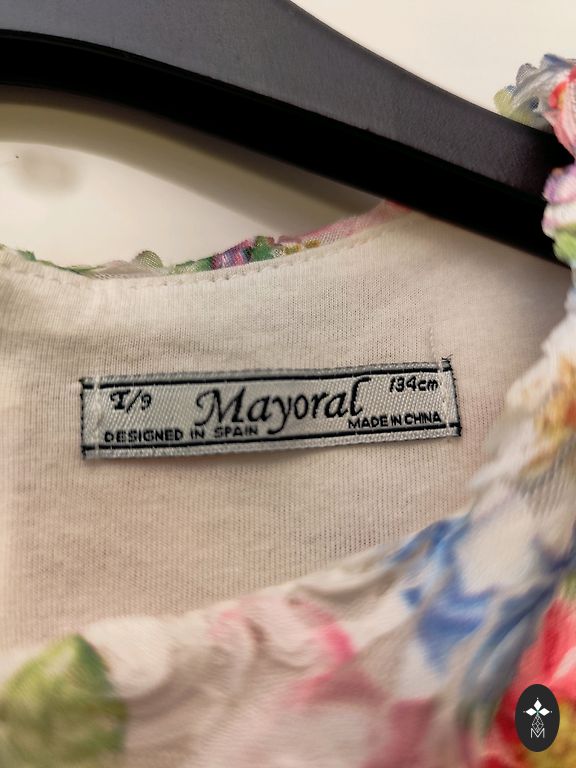 T/9 Mayoral 134cm
DESIGNED IN SPAIN MADE IN CHINA
M